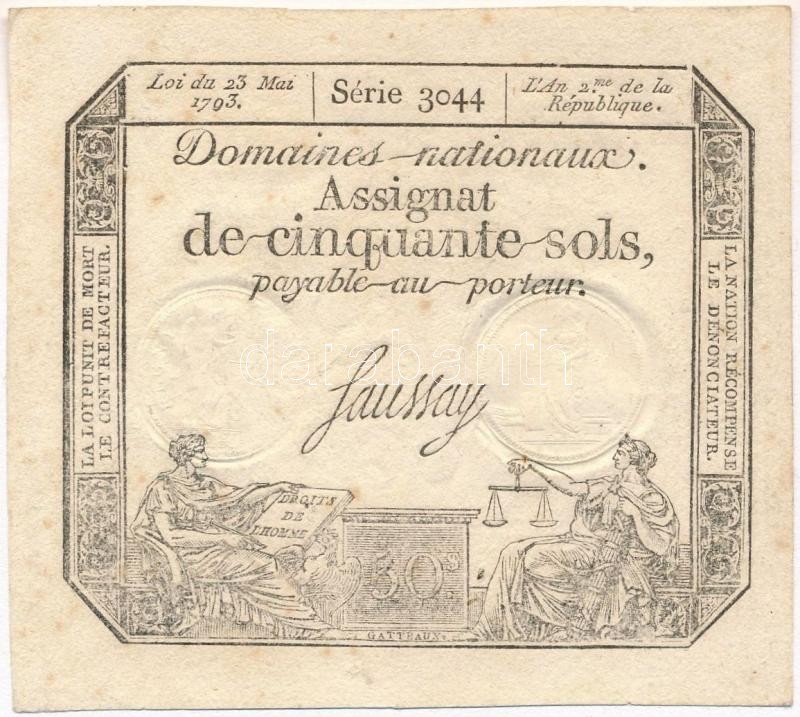 Loi du 23 Mai
1793.
Série 3044
L'An 2.me de la
République.
Domaines nationaux.
Assignat
de cinquante sols,
payable au porteur.
LA LOI PUNIT DE MORT
LE CONTREFACTEUR.
LA NATION RÉCOMPENSE
LE DÉNONCIATEUR.
darabanth
Saussay
DROITS
DE
L'HOMME
50s
GATTEAUX